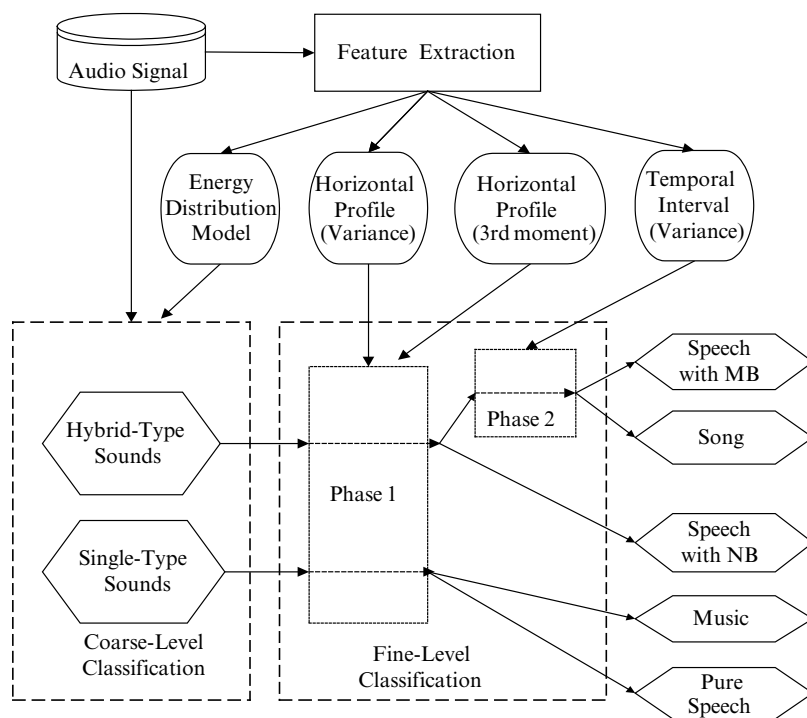 Audio Signal
Feature Extraction
Energy
Distribution
Model
Horizontal
Profile
(Variance)
Horizontal
Profile
(3rd moment)
Temporal
Interval
(Variance)
Hybrid-Type
Sounds
Single-Type
Sounds
Coarse-Level
Classification
Phase 1
Phase 2
Fine-Level
Classification
Speech
with MB
Song
Speech
with NB
Music
Pure
Speech